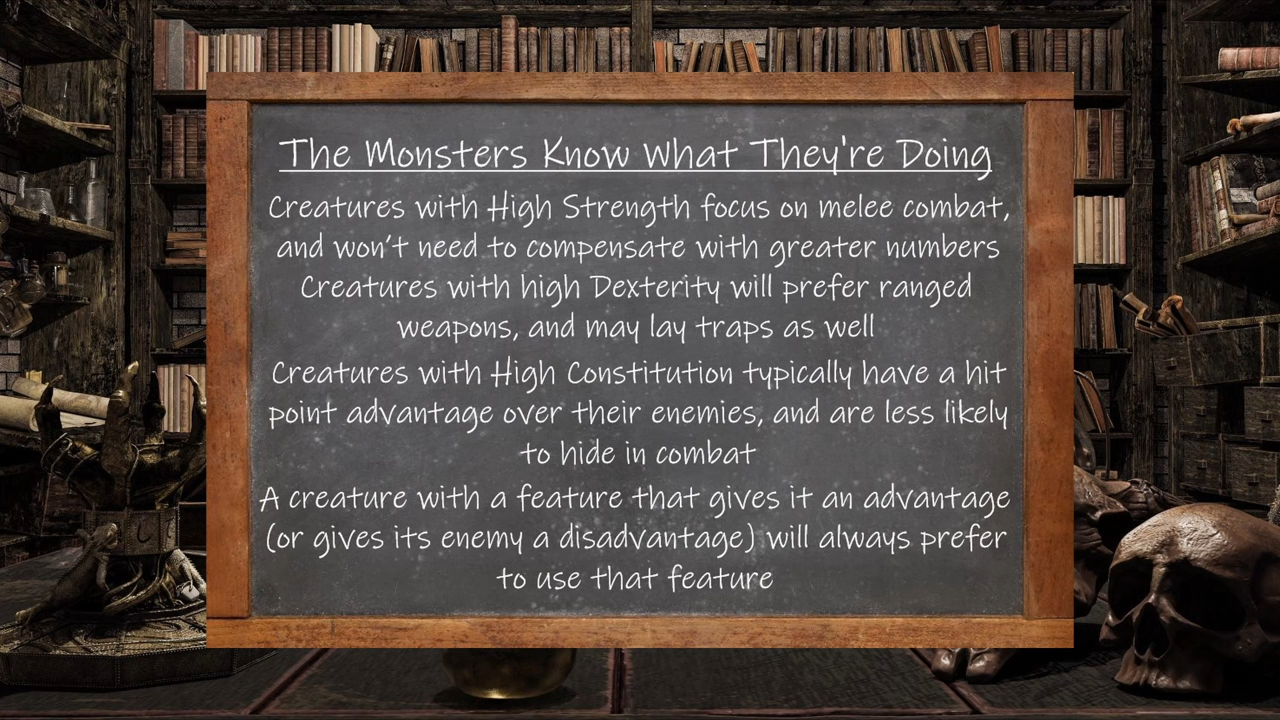 The Monsters Know What They're Doing
Creatures with High Strength focus on melee combat,
and won't need to compensate with greater numbers
Creatures with high Dexterity will prefer ranged
weapons, and may lay traps as well
Creatures with High Constitution typically have a hit
point advantage over their enemies, and are less likely
to hide in combat
A creature with a feature that gives it an advantage
(or gives its enemy a disadvantage) will always prefer
to use that feature